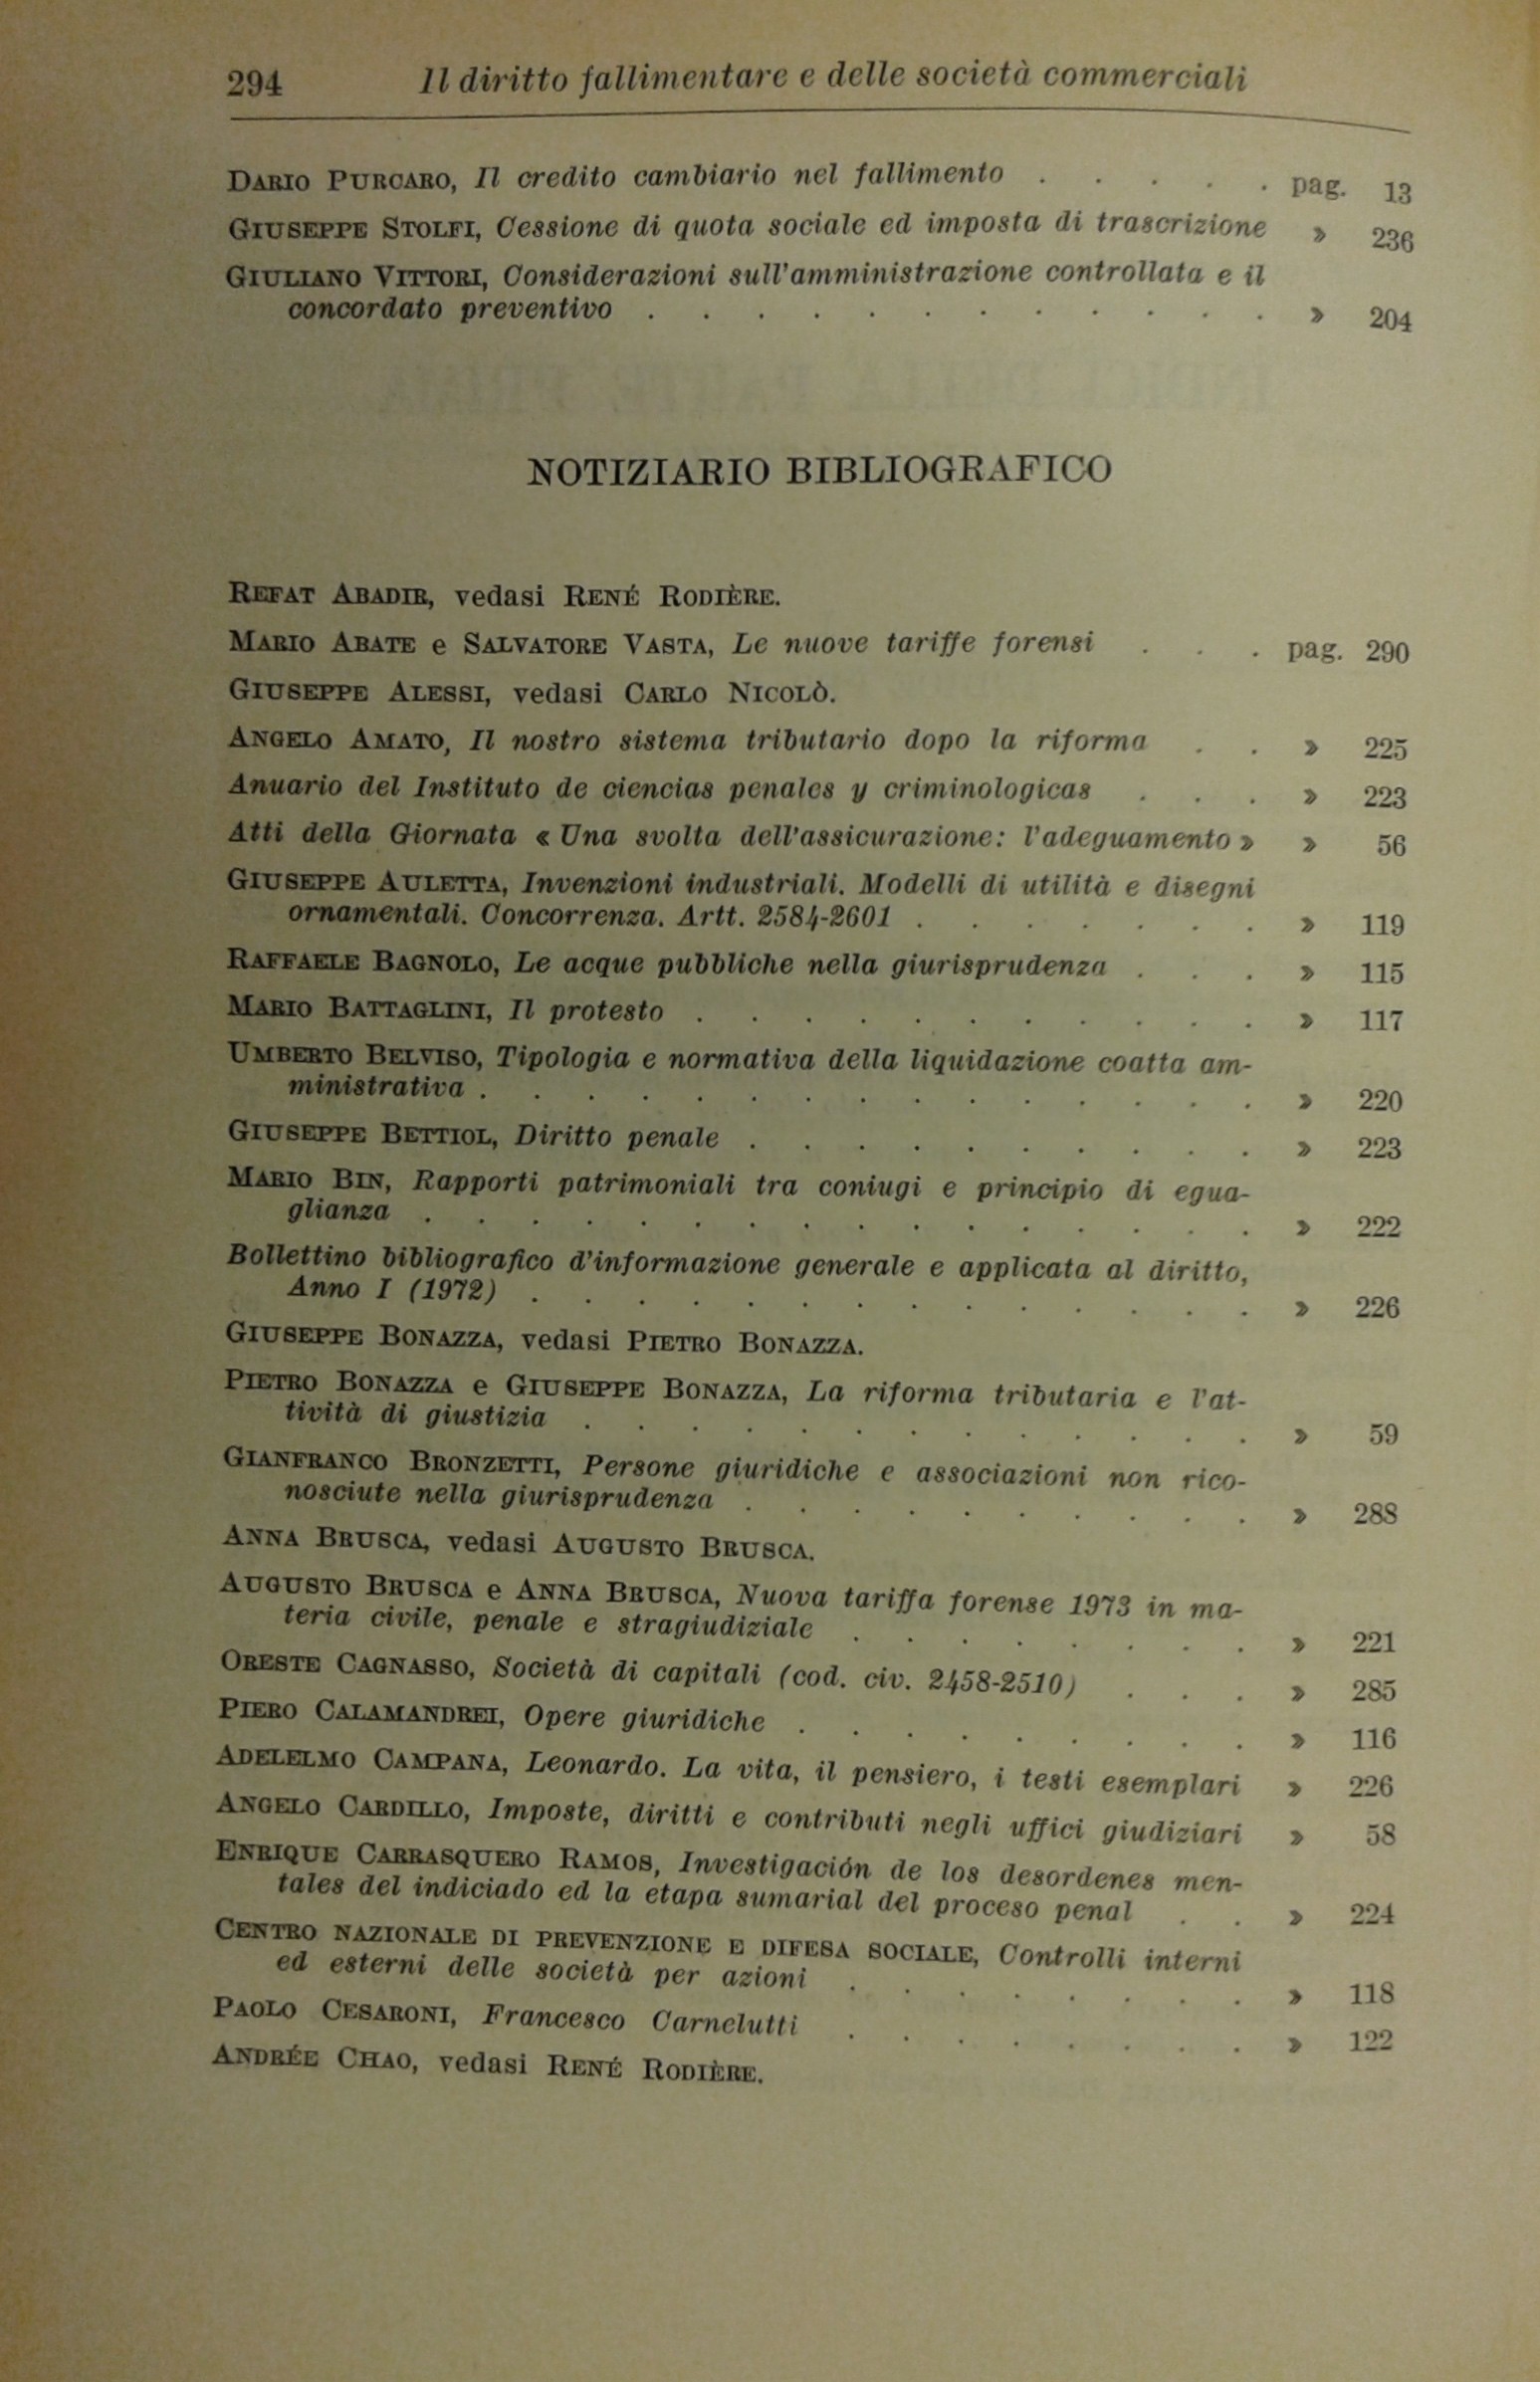 294 Il diritto fallimentare e delle società commerciali
DARIO PURCARO, Il credito cambiario nel fallimento . . . . . pag. 13
GIUSEPPE STOLFI, Cessione di quota sociale ed imposta di trascrizione » 236
GIULIANO VITTORI, Considerazioni sull'amministrazione controllata e il
concordato preventivo . . . . . . . . . . . . » 204
NOTIZIARIO BIBLIOGRAFICO
REFAT ABADIR, vedasi RENÉ RODIÈRE.
MARIO ABATE e SALVATORE VASTA, Le nuove tariffe forensi . . . pag. 290
GIUSEPPE ALESSI, vedasi CARLO NICOLÒ.
ANGELO AMATO, Il nostro sistema tributario dopo la riforma . . » 225
Anuario del Instituto de ciencias penales y criminologicas . . . » 223
Atti della Giornata « Una svolta dell'assicurazione: l'adeguamento » » 56
GIUSEPPE AULETTA, Invenzioni industriali. Modelli di utilità e disegni
ornamentali. Concorrenza. Artt. 2584-2601 . . . . . . . » 119
RAFFAELE BAGNOLO, Le acque pubbliche nella giurisprudenza . . . » 115
MARIO BATTAGLINI, Il protesto . . . . . . . . . . . » 117
UMBERTO BELVISO, Tipologia e normativa della liquidazione coatta am-
ministrativa . . . . . . . . . . . . . . . » 220
GIUSEPPE BETTIOL, Diritto penale . . . . . . . . . . » 223
MARIO BIN, Rapporti patrimoniali tra coniugi e principio di egua-
glianza . . . . . . . . . . . . . . . . » 222
Bollettino bibliografico d'informazione generale e applicata al diritto,
Anno I (1972) . . . . . . . . . . . . . . » 226
GIUSEPPE BONAZZA, vedasi PIETRO BONAZZA.
PIETRO BONAZZA e GIUSEPPE BONAZZA, La riforma tributaria e l'at-
tività di giustizia . . . . . . . . . . . . . » 59
GIANFRANCO BRONZETTI, Persone giuridiche e associazioni non rico-
nosciute nella giurisprudenza . . . . . . . . . . » 288
ANNA BRUSCA, vedasi AUGUSTO BRUSCA.
AUGUSTO BRUSCA e ANNA BRUSCA, Nuova tariffa forense 1973 in ma-
teria civile, penale e stragiudiziale . . . . . . . . » 221
ORESTE CAGNASSO, Società di capitali (cod. civ. 2458-2510) . . . » 285
PIERO CALAMANDREI, Opere giuridiche . . . . . . . . . » 116
ADELELMO CAMPANA, Leonardo. La vita, il pensiero, i testi esemplari » 226
ANGELO CARDILLO, Imposte, diritti e contributi negli uffici giudiziari » 58
ENRIQUE CARRASQUERO RAMOS, Investigación de los desordenes men-
tales del indiciado ed la etapa sumarial del proceso penal . . » 224
CENTRO NAZIONALE DI PREVENZIONE E DIFESA SOCIALE, Controlli interni
ed esterni delle società per azioni . . . . . . . . » 118
PAOLO CESARONI, Francesco Carnelutti . . . . . . . . » 122
ANDRÉE CHAO, vedasi RENÉ RODIÈRE.